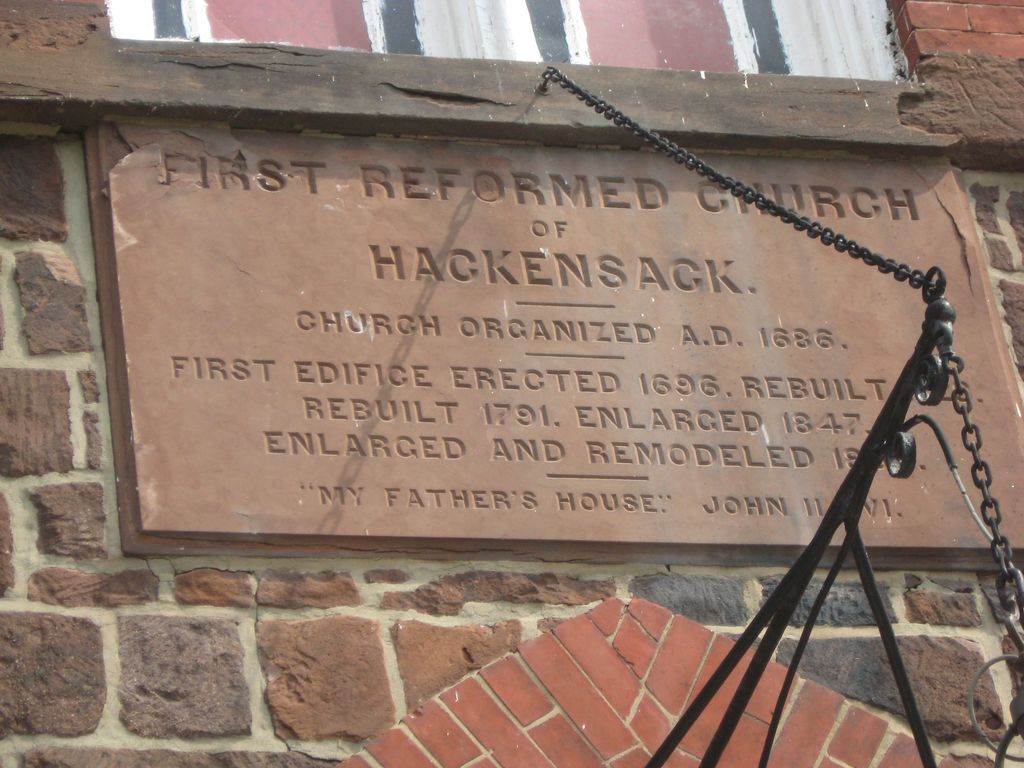 FIRST REFORMED CHURCH
OF
HACKENSACK.
CHURCH ORGANIZED A.D. 1686.
FIRST EDIFICE ERECTED 1696. REBUILT
REBUILT 1791. ENLARGED 1847.
ENLARGED AND REMODELED
"MY FATHER'S HOUSE." JOHN